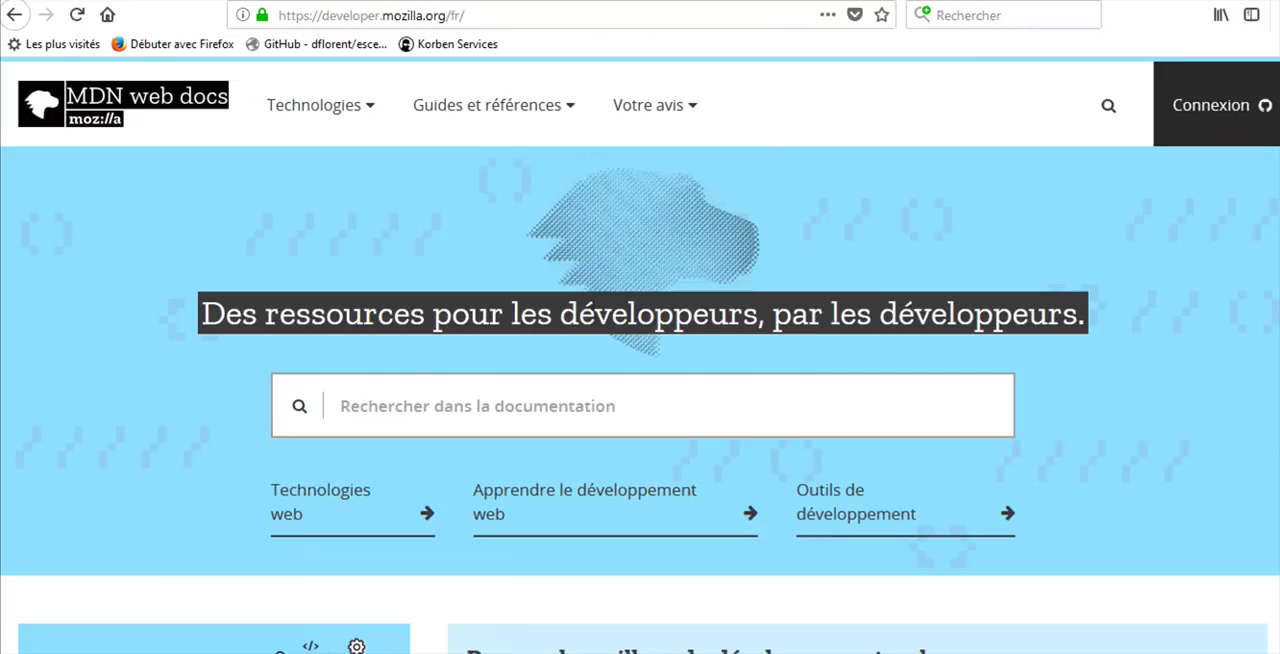 https://developer.mozilla.org/fr/
Rechercher
Les plus visités
Débuter avec Firefox
GitHub - dflorent/esce...
Korben Services
MDN web docs
moz://a
Technologies
Guides et références
Votre avis
Connexion
Des ressources pour les développeurs, par les développeurs.
Rechercher dans la documentation
Technologies
web
Apprendre le développement
web
Outils de
développement